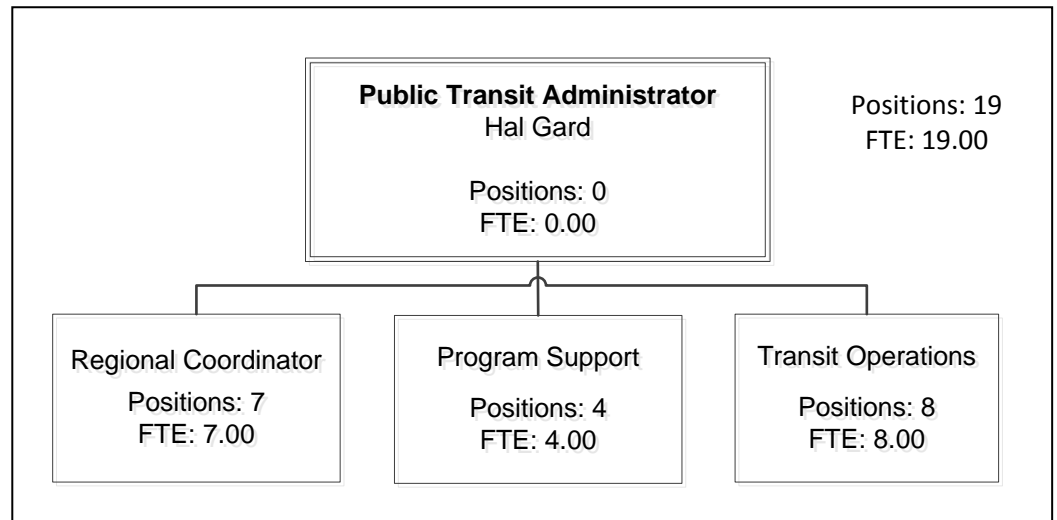 Public Transit Administrator
Hal Gard
Positions: 0
FTE: 0.00
Positions: 19
FTE: 19.00
Regional Coordinator
Positions: 7
FTE: 7.00
Program Support
Positions: 4
FTE: 4.00
Transit Operations
Positions: 8
FTE: 8.00